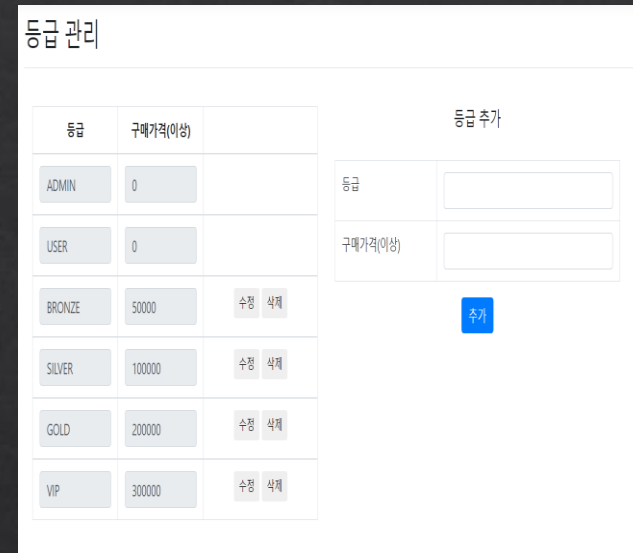 등급 관리
등급 구매가격(이상)
ADMIN 0
USER 0
BRONZE 50000 수정 삭제
SILVER 100000 수정 삭제
GOLD 200000 수정 삭제
VIP 300000 수정 삭제
등급 추가
등급
구매가격(이상)
추가